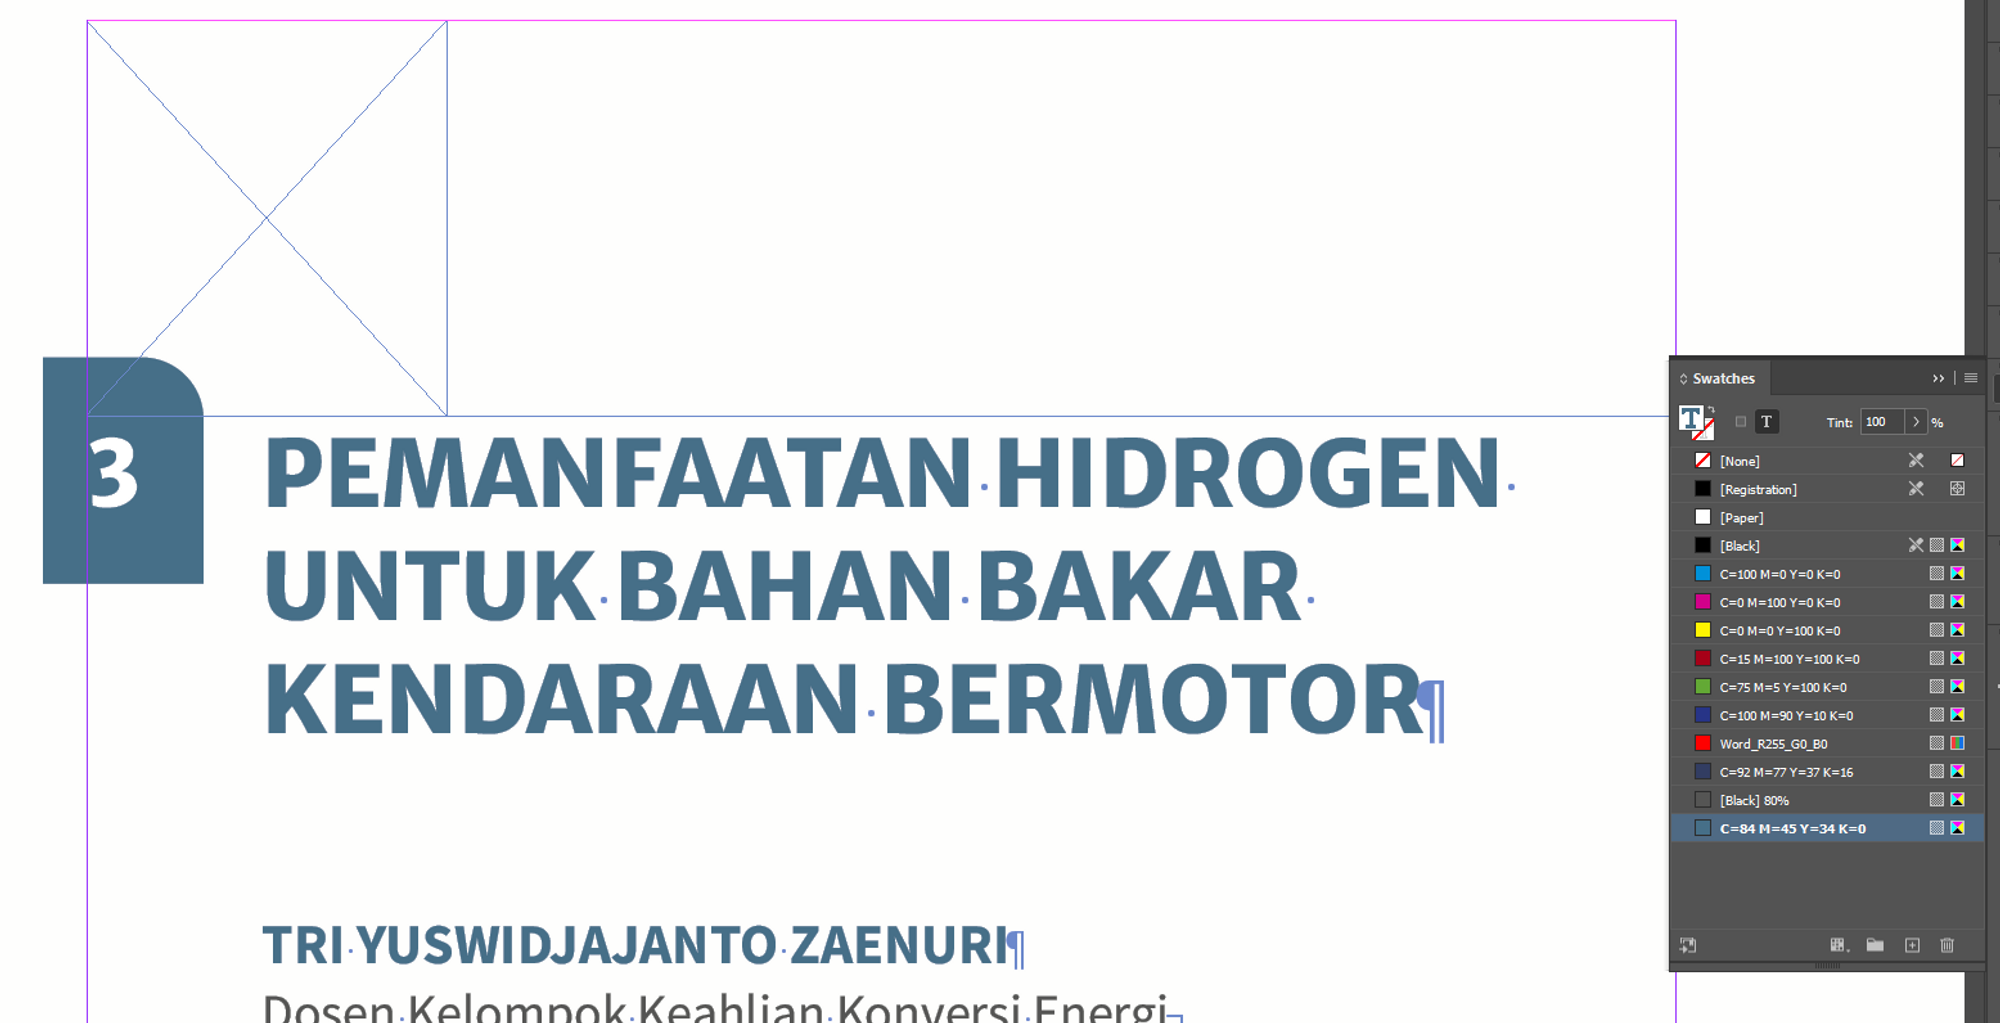 3
PEMANFAATAN HIDROGEN
UNTUK BAHAN BAKAR
KENDARAAN BERMOTOR
TRI YUSWIDJAJANTO ZAENURI
Dosen Kelompok Keahlian Konversi Energi
Swatches
T T Tint: 100 %
[None]
[Registration]
[Paper]
[Black]
C=100 M=0 Y=0 K=0
C=0 M=100 Y=0 K=0
C=0 M=0 Y=100 K=0
C=15 M=100 Y=100 K=0
C=75 M=5 Y=100 K=0
C=100 M=90 Y=10 K=0
Word_R255_G0_B0
C=92 M=77 Y=37 K=16
[Black] 80%
C=84 M=45 Y=34 K=0